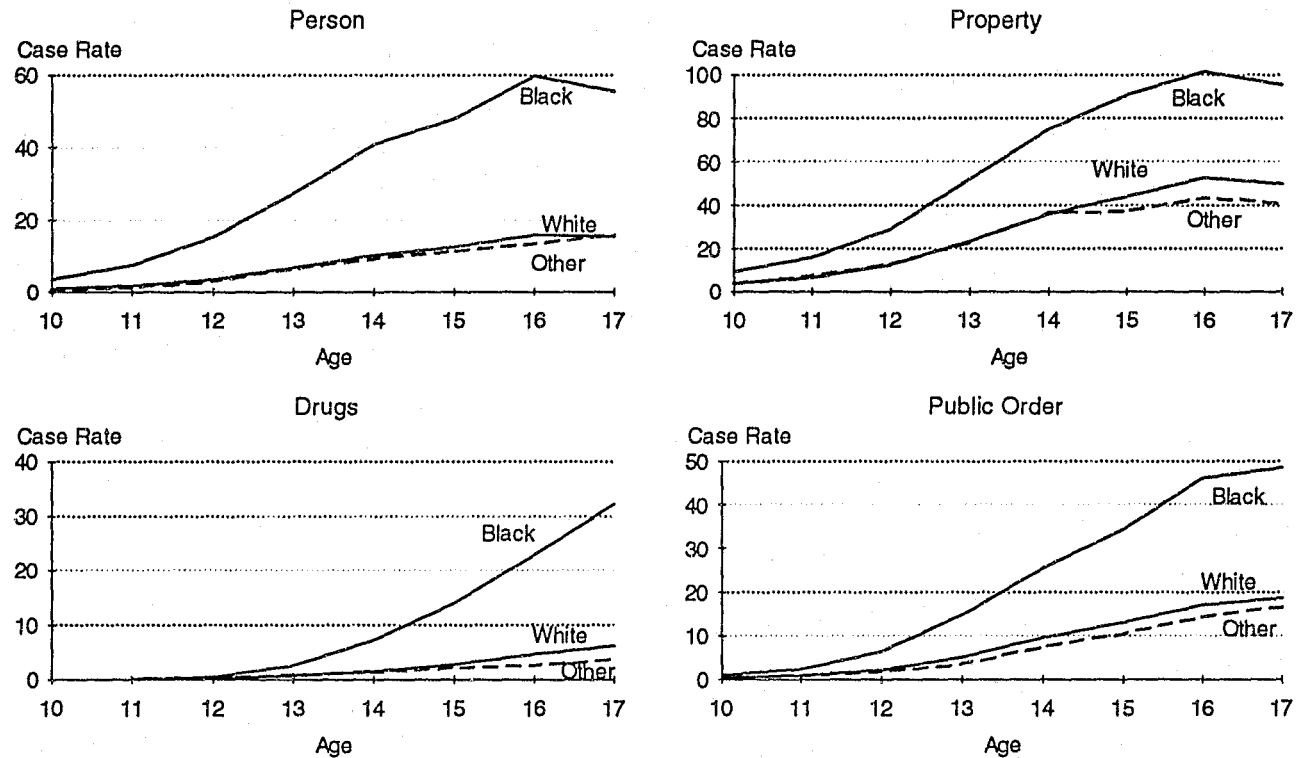 Person
Case Rate
60
40
20
0
Black
White
Other
10 11 12 13 14 15 16 17
Age
Property
Case Rate
100
80
60
40
20
0
Black
White
Other
10 11 12 13 14 15 16 17
Age
Drugs
Case Rate
40
30
20
10
0
Black
White
Other
10 11 12 13 14 15 16 17
Age
Public Order
Case Rate
50
40
30
20
10
0
Black
White
Other
10 11 12 13 14 15 16 17
Age